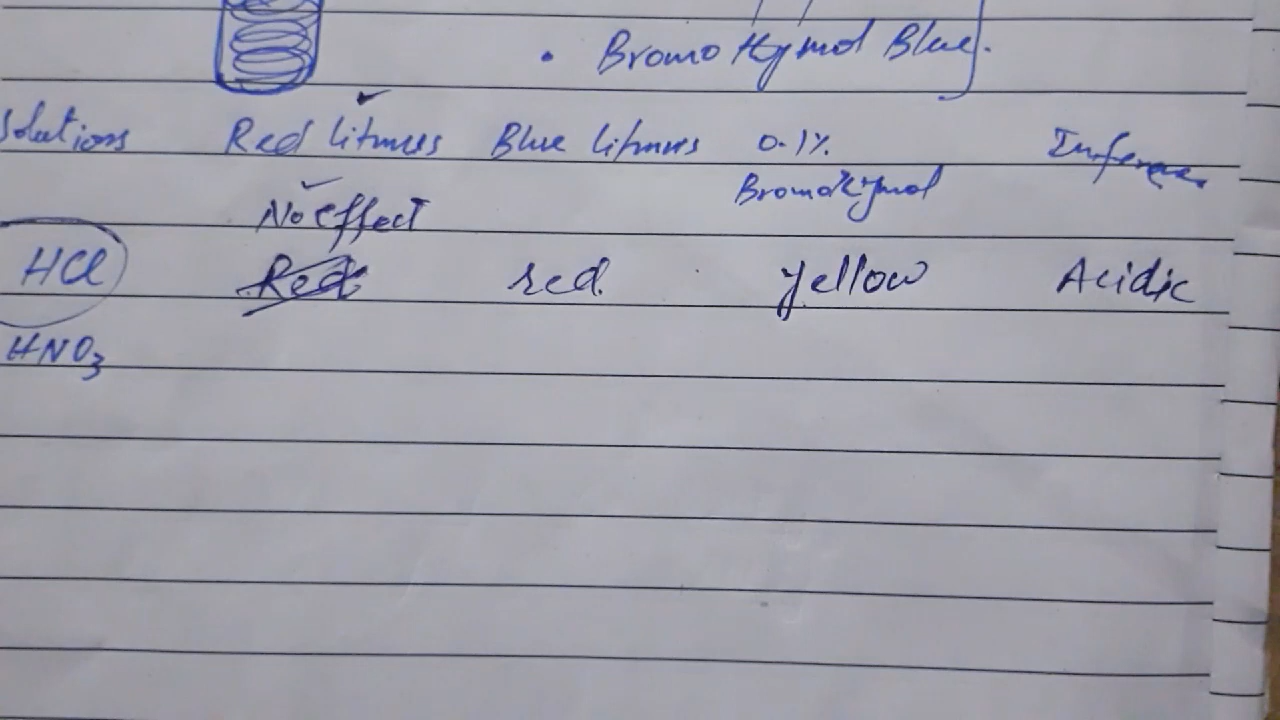 • Bromo thymol Blue.
Solutions Red litmus Blue litmus 0.1% Inference
Bromothymol
No effect
HCl Red red. yellow Acidic
HNO3